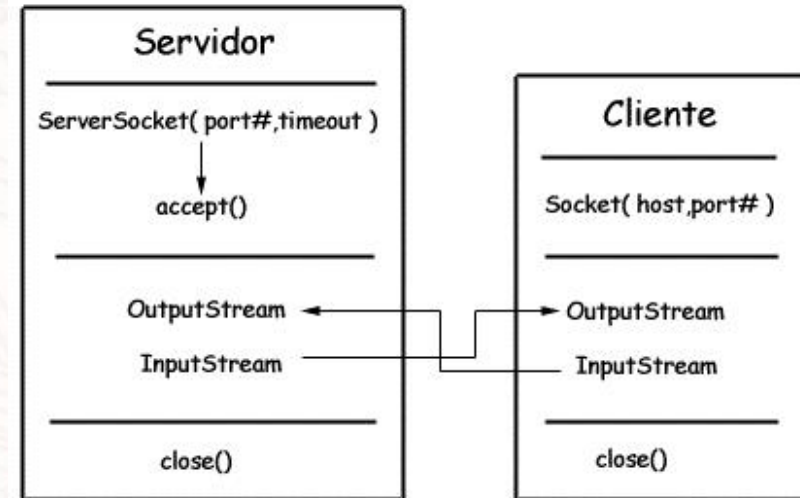 Servidor
ServerSocket( port#,timeout )
accept()
OutputStream
InputStream
close()
Cliente
Socket( host,port# )
OutputStream
InputStream
close()